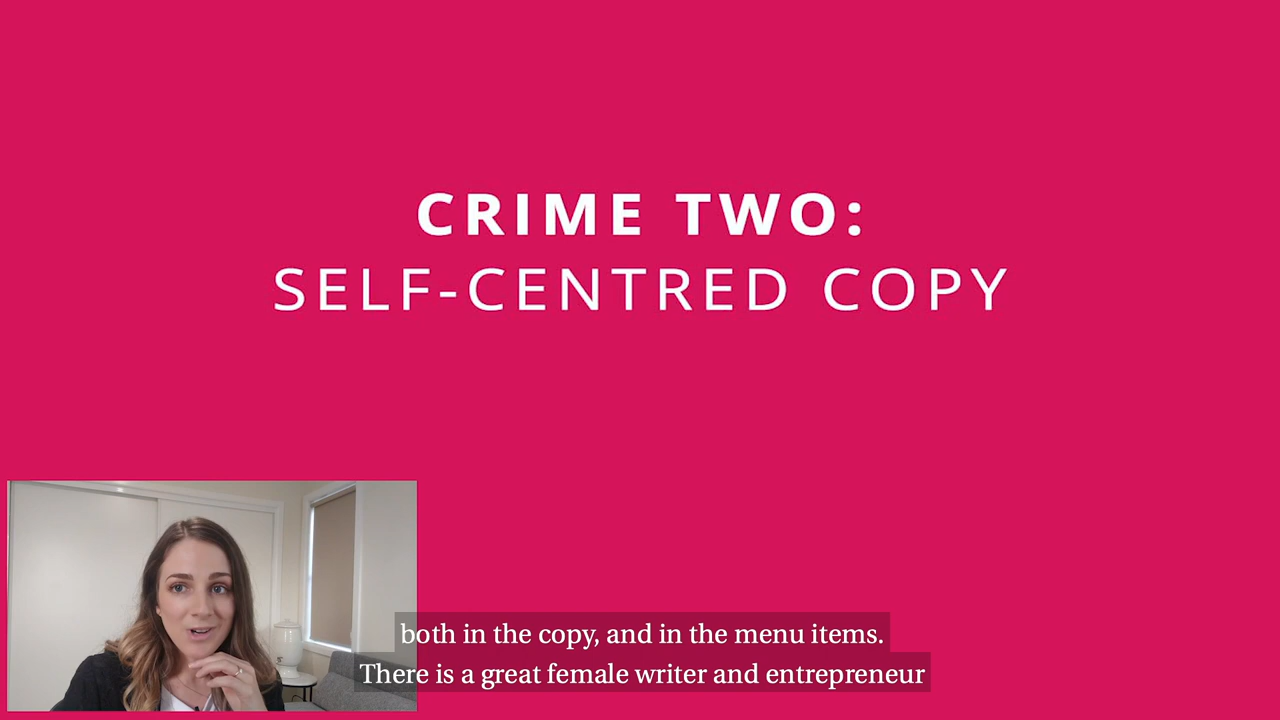 CRIME TWO:
SELF-CENTRED COPY
both in the copy, and in the menu items.
There is a great female writer and entrepreneur